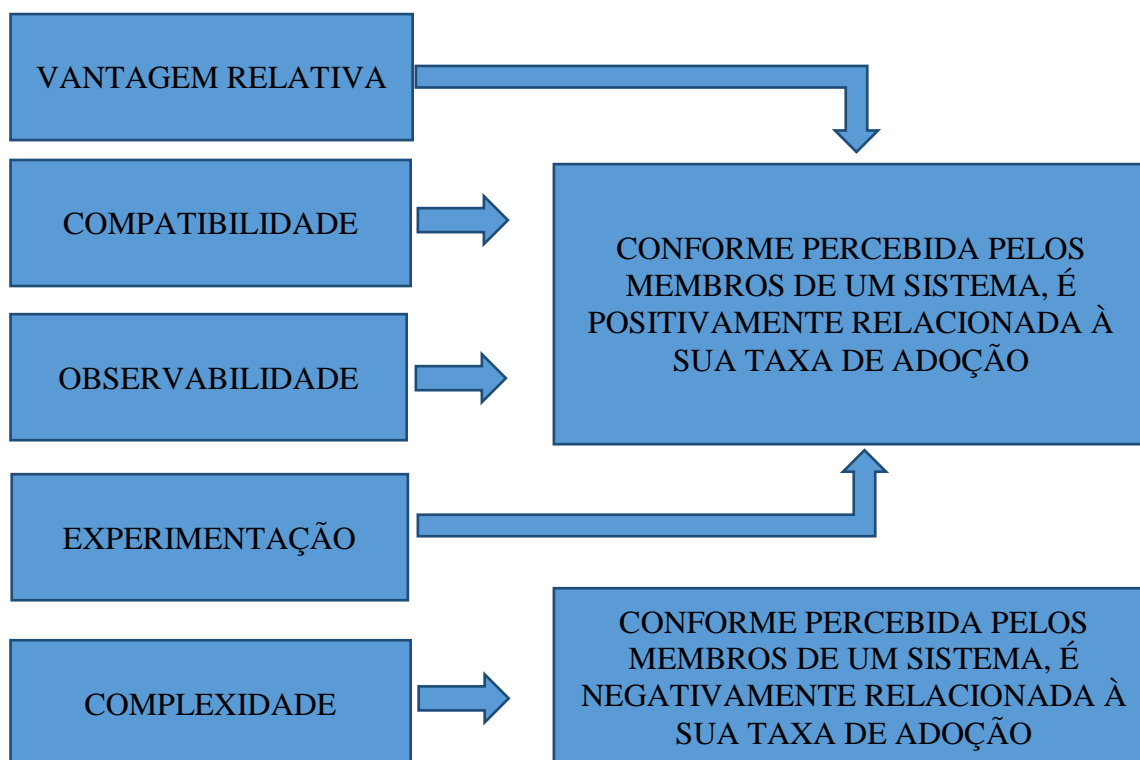 VANTAGEM RELATIVA
COMPATIBILIDADE
OBSERVABILIDADE
EXPERIMENTAÇÃO
COMPLEXIDADE
CONFORME PERCEBIDA PELOS
MEMBROS DE UM SISTEMA, É
POSITIVAMENTE RELACIONADA À
SUA TAXA DE ADOÇÃO
CONFORME PERCEBIDA PELOS
MEMBROS DE UM SISTEMA, É
NEGATIVAMENTE RELACIONADA À
SUA TAXA DE ADOÇÃO